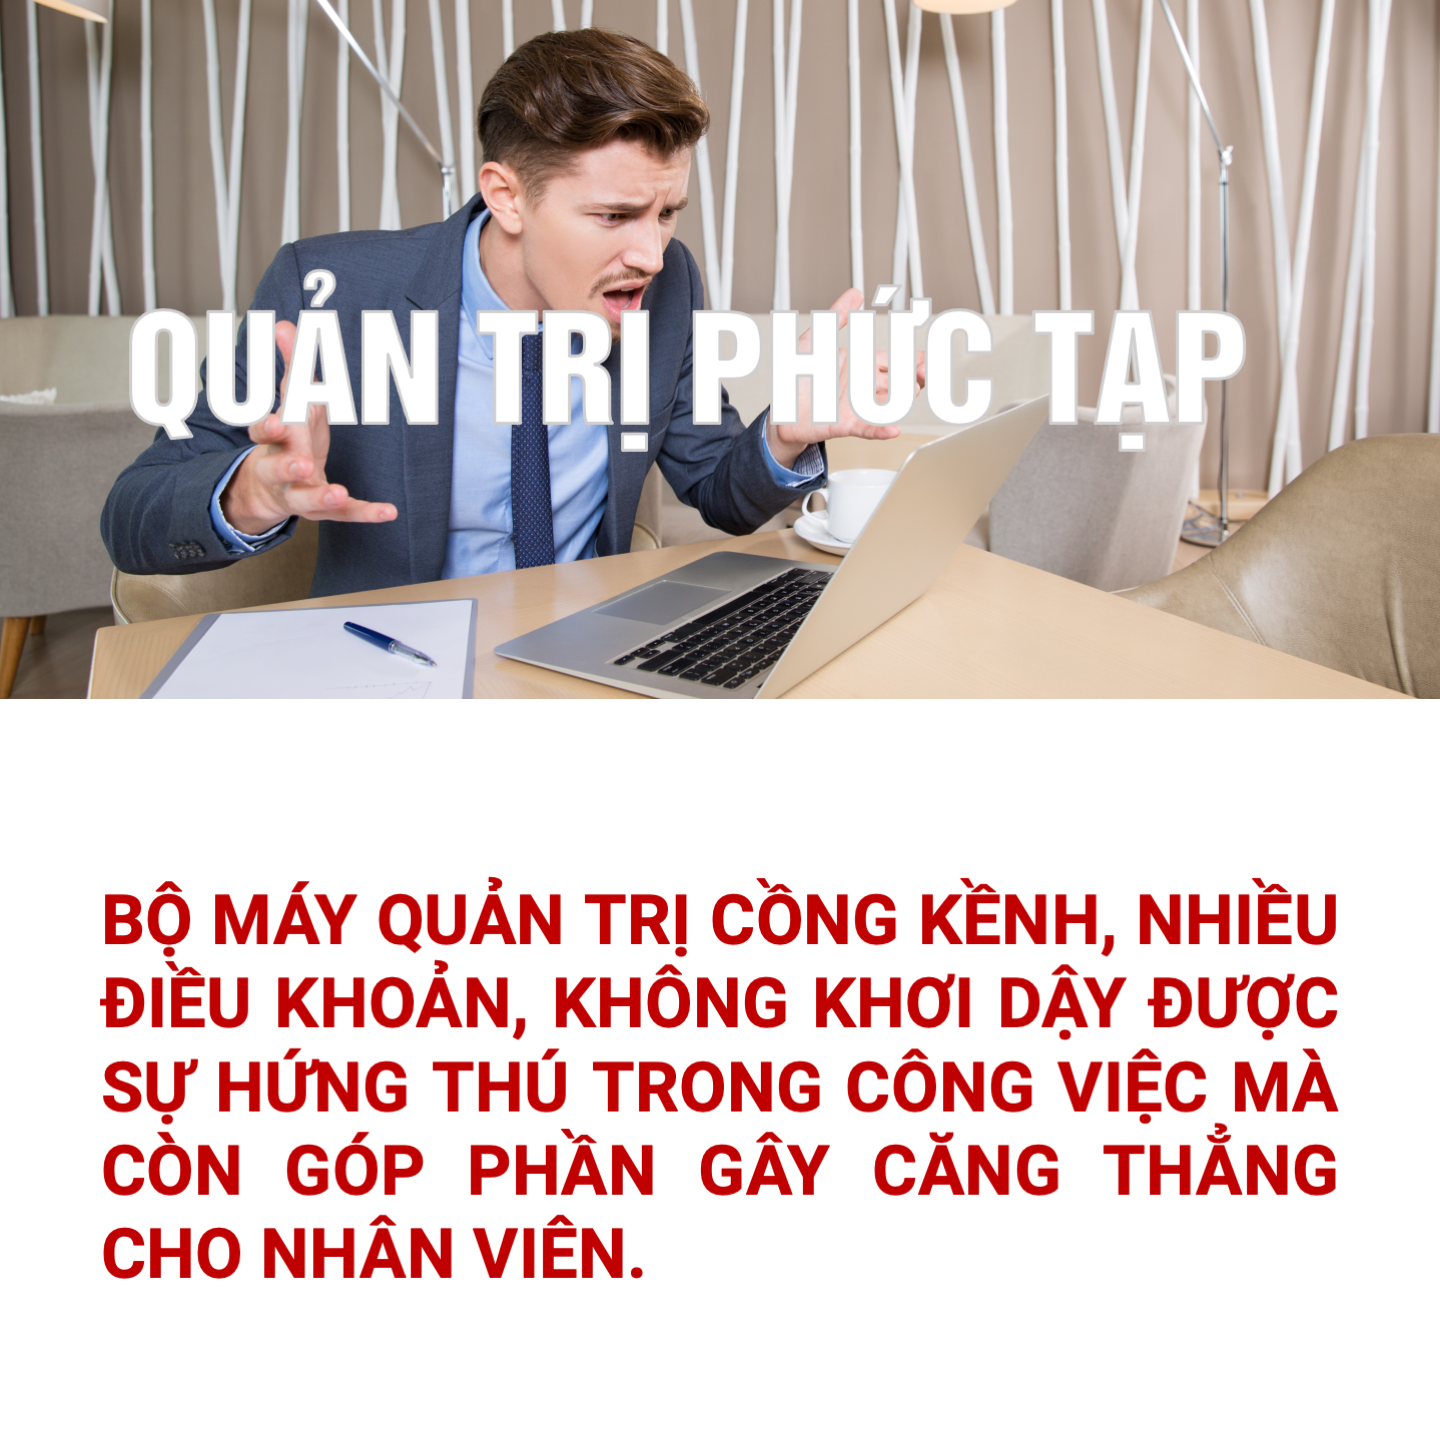 QUẢN TRỊ PHỨC TẠP
BỘ MÁY QUẢN TRỊ CỒNG KỀNH, NHIỀU
ĐIỀU KHOẢN, KHÔNG KHƠI DẬY ĐƯỢC
SỰ HỨNG THÚ TRONG CÔNG VIỆC MÀ
CÒN GÓP PHẦN GÂY CĂNG THẲNG
CHO NHÂN VIÊN.